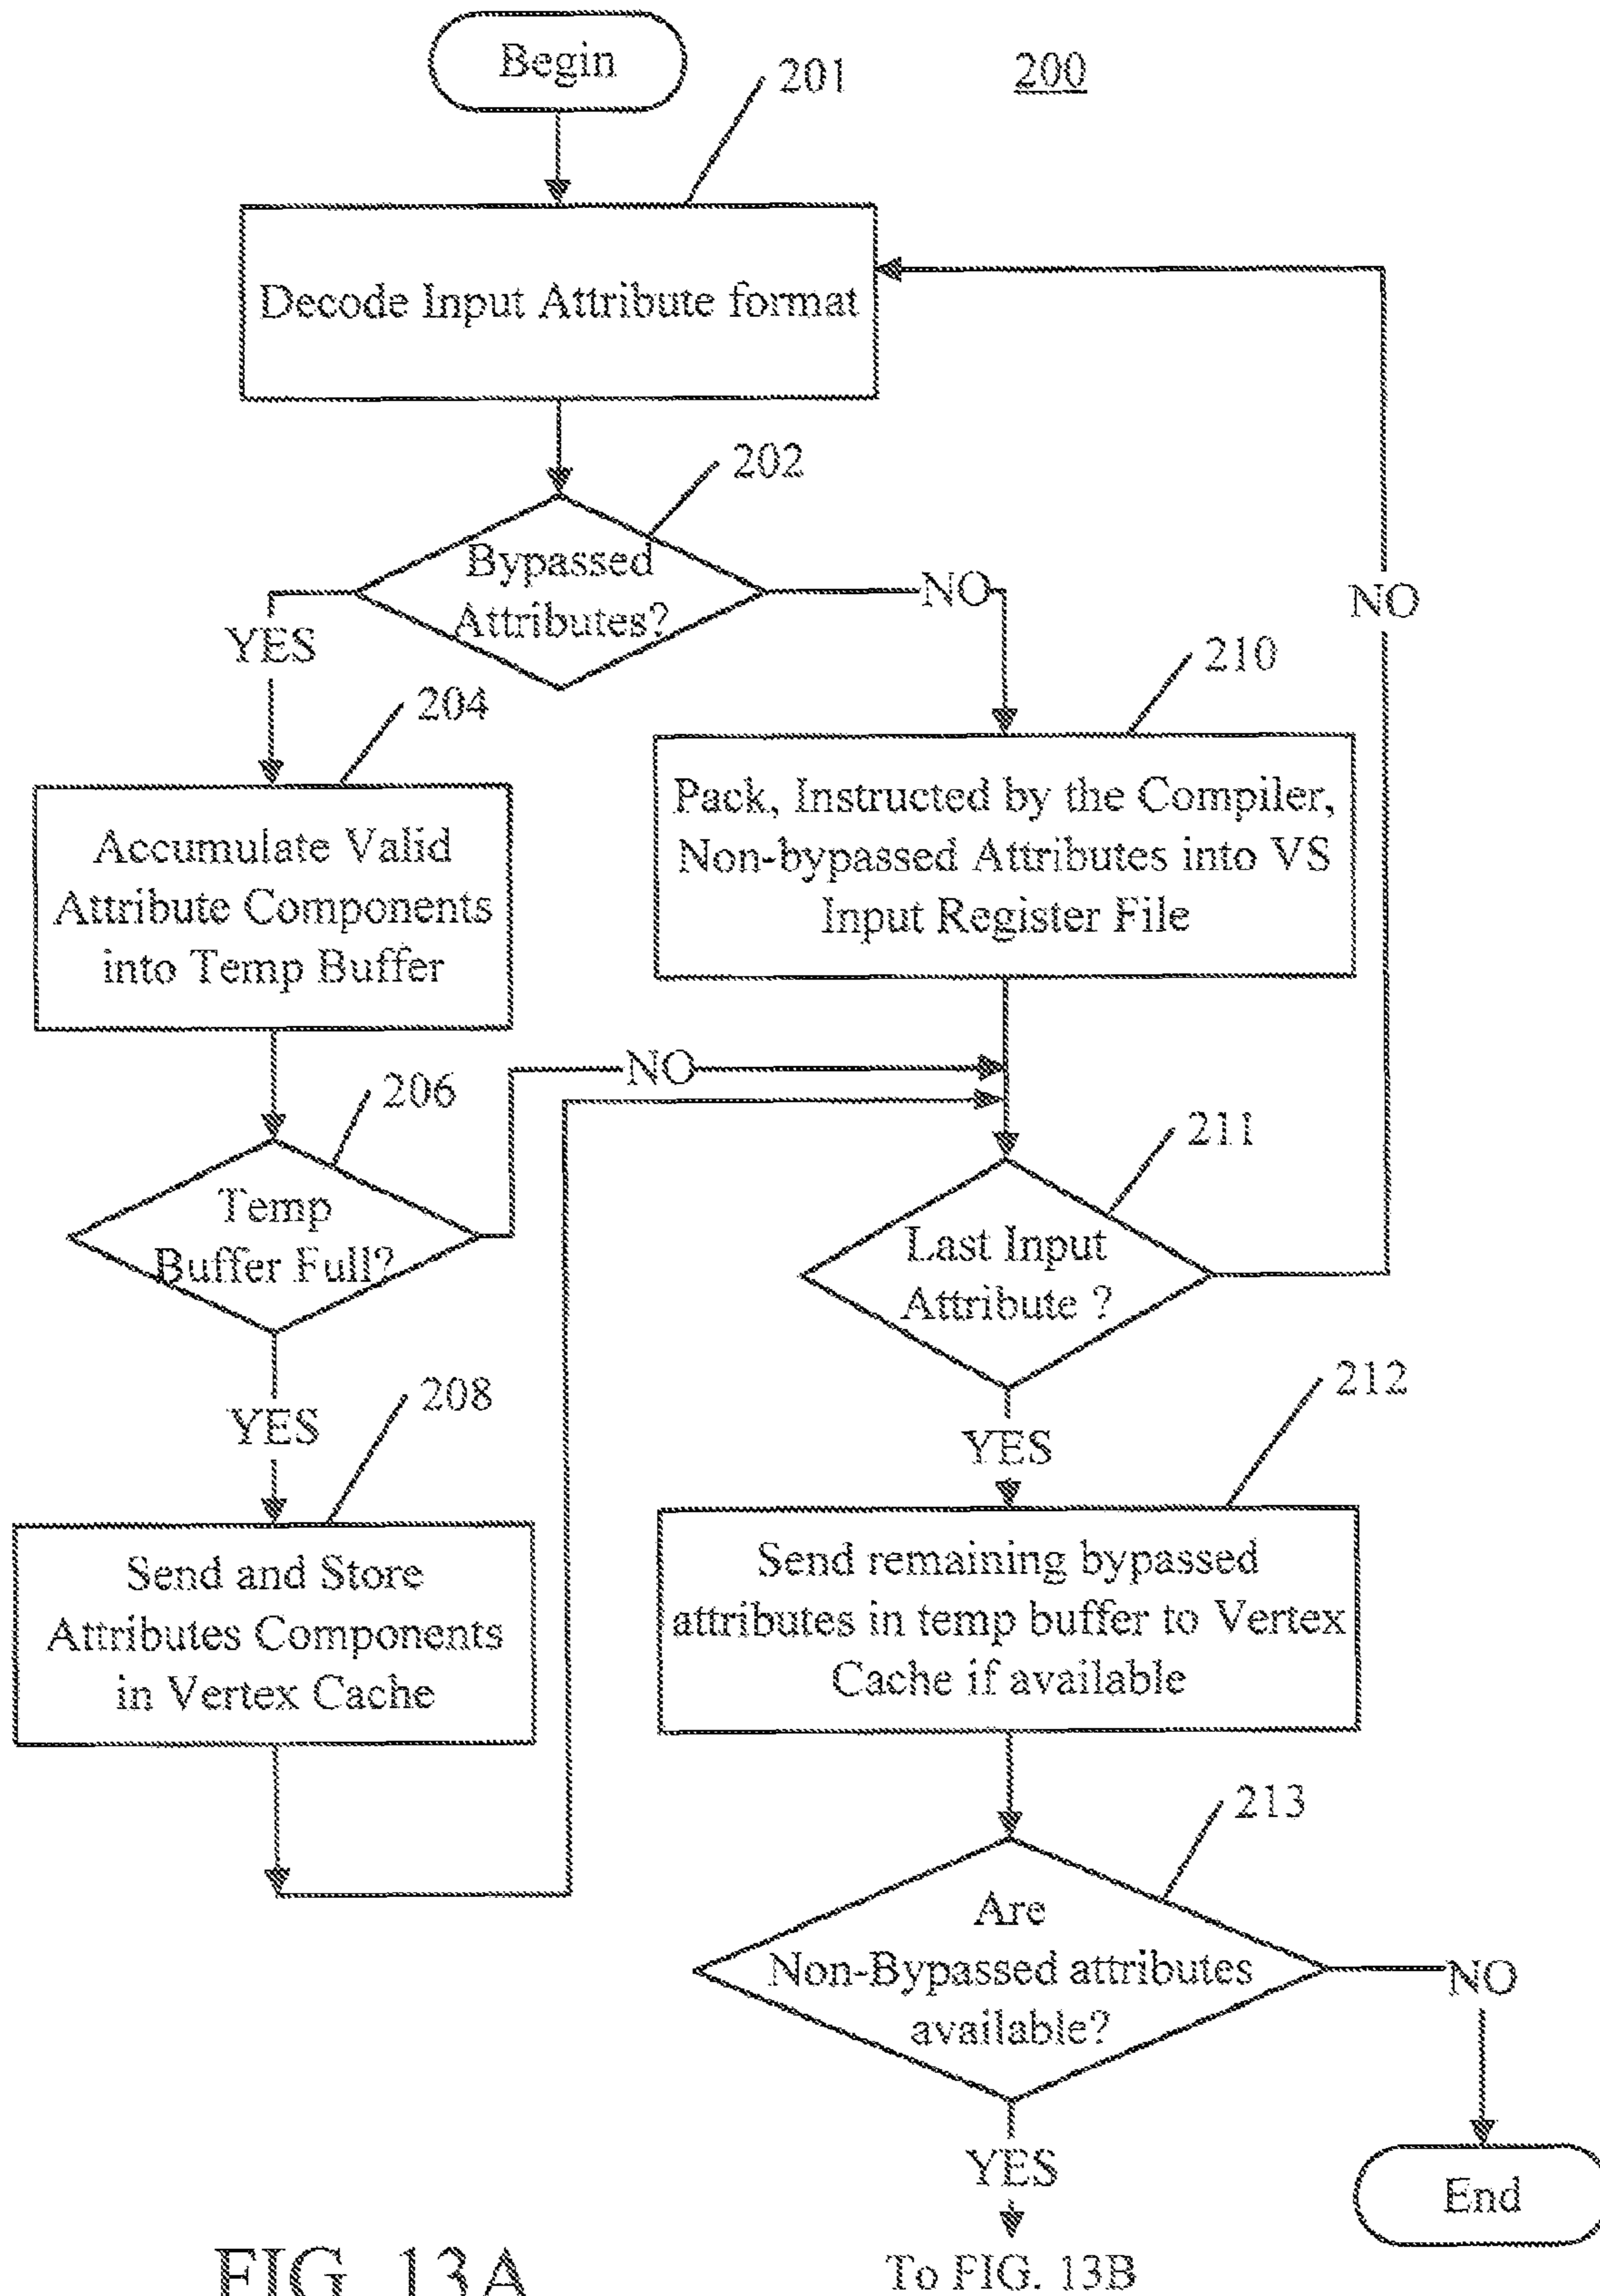 Begin
201
200
Decode Input Attribute format
202
Bypassed
Attributes?
YES
NO
NO
204
210
Accumulate Valid
Attribute Components
into Temp Buffer
Pack, Instructed by the Compiler,
Non-bypassed Attributes into VS
Input Register File
NO
206
211
Temp
Buffer Full?
Last Input
Attribute ?
YES
208
YES
212
Send and Store
Attributes Components
in Vertex Cache
Send remaining bypassed
attributes in temp buffer to Vertex
Cache if available
213
Are
Non-Bypassed attributes
available?
NO
YES
End
To FIG. 13B
FIG. 13A